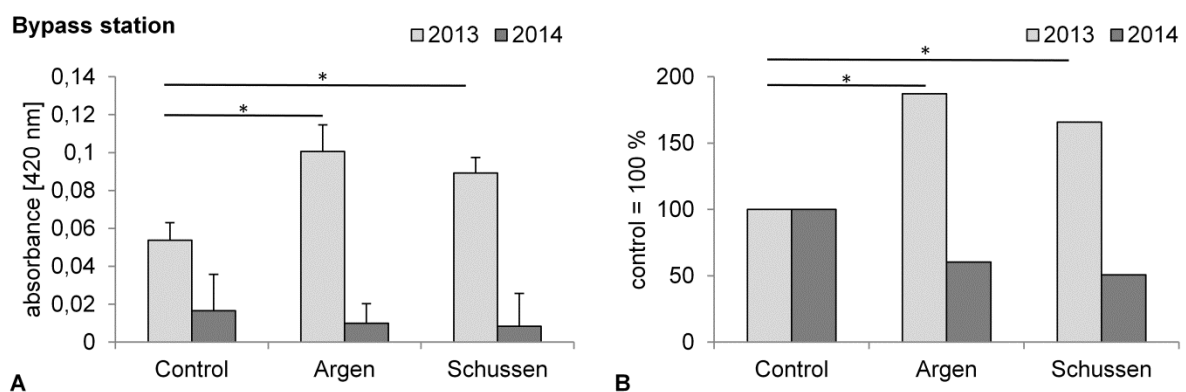 Bypass station
2013 2014
0,14
0,12
0,1
0,08
0,06
0,04
0,02
0
absorbance [420 nm]
*
*
Control Argen Schussen
A
2013 2014
200
150
100
50
0
control = 100 %
*
*
Control Argen Schussen
B